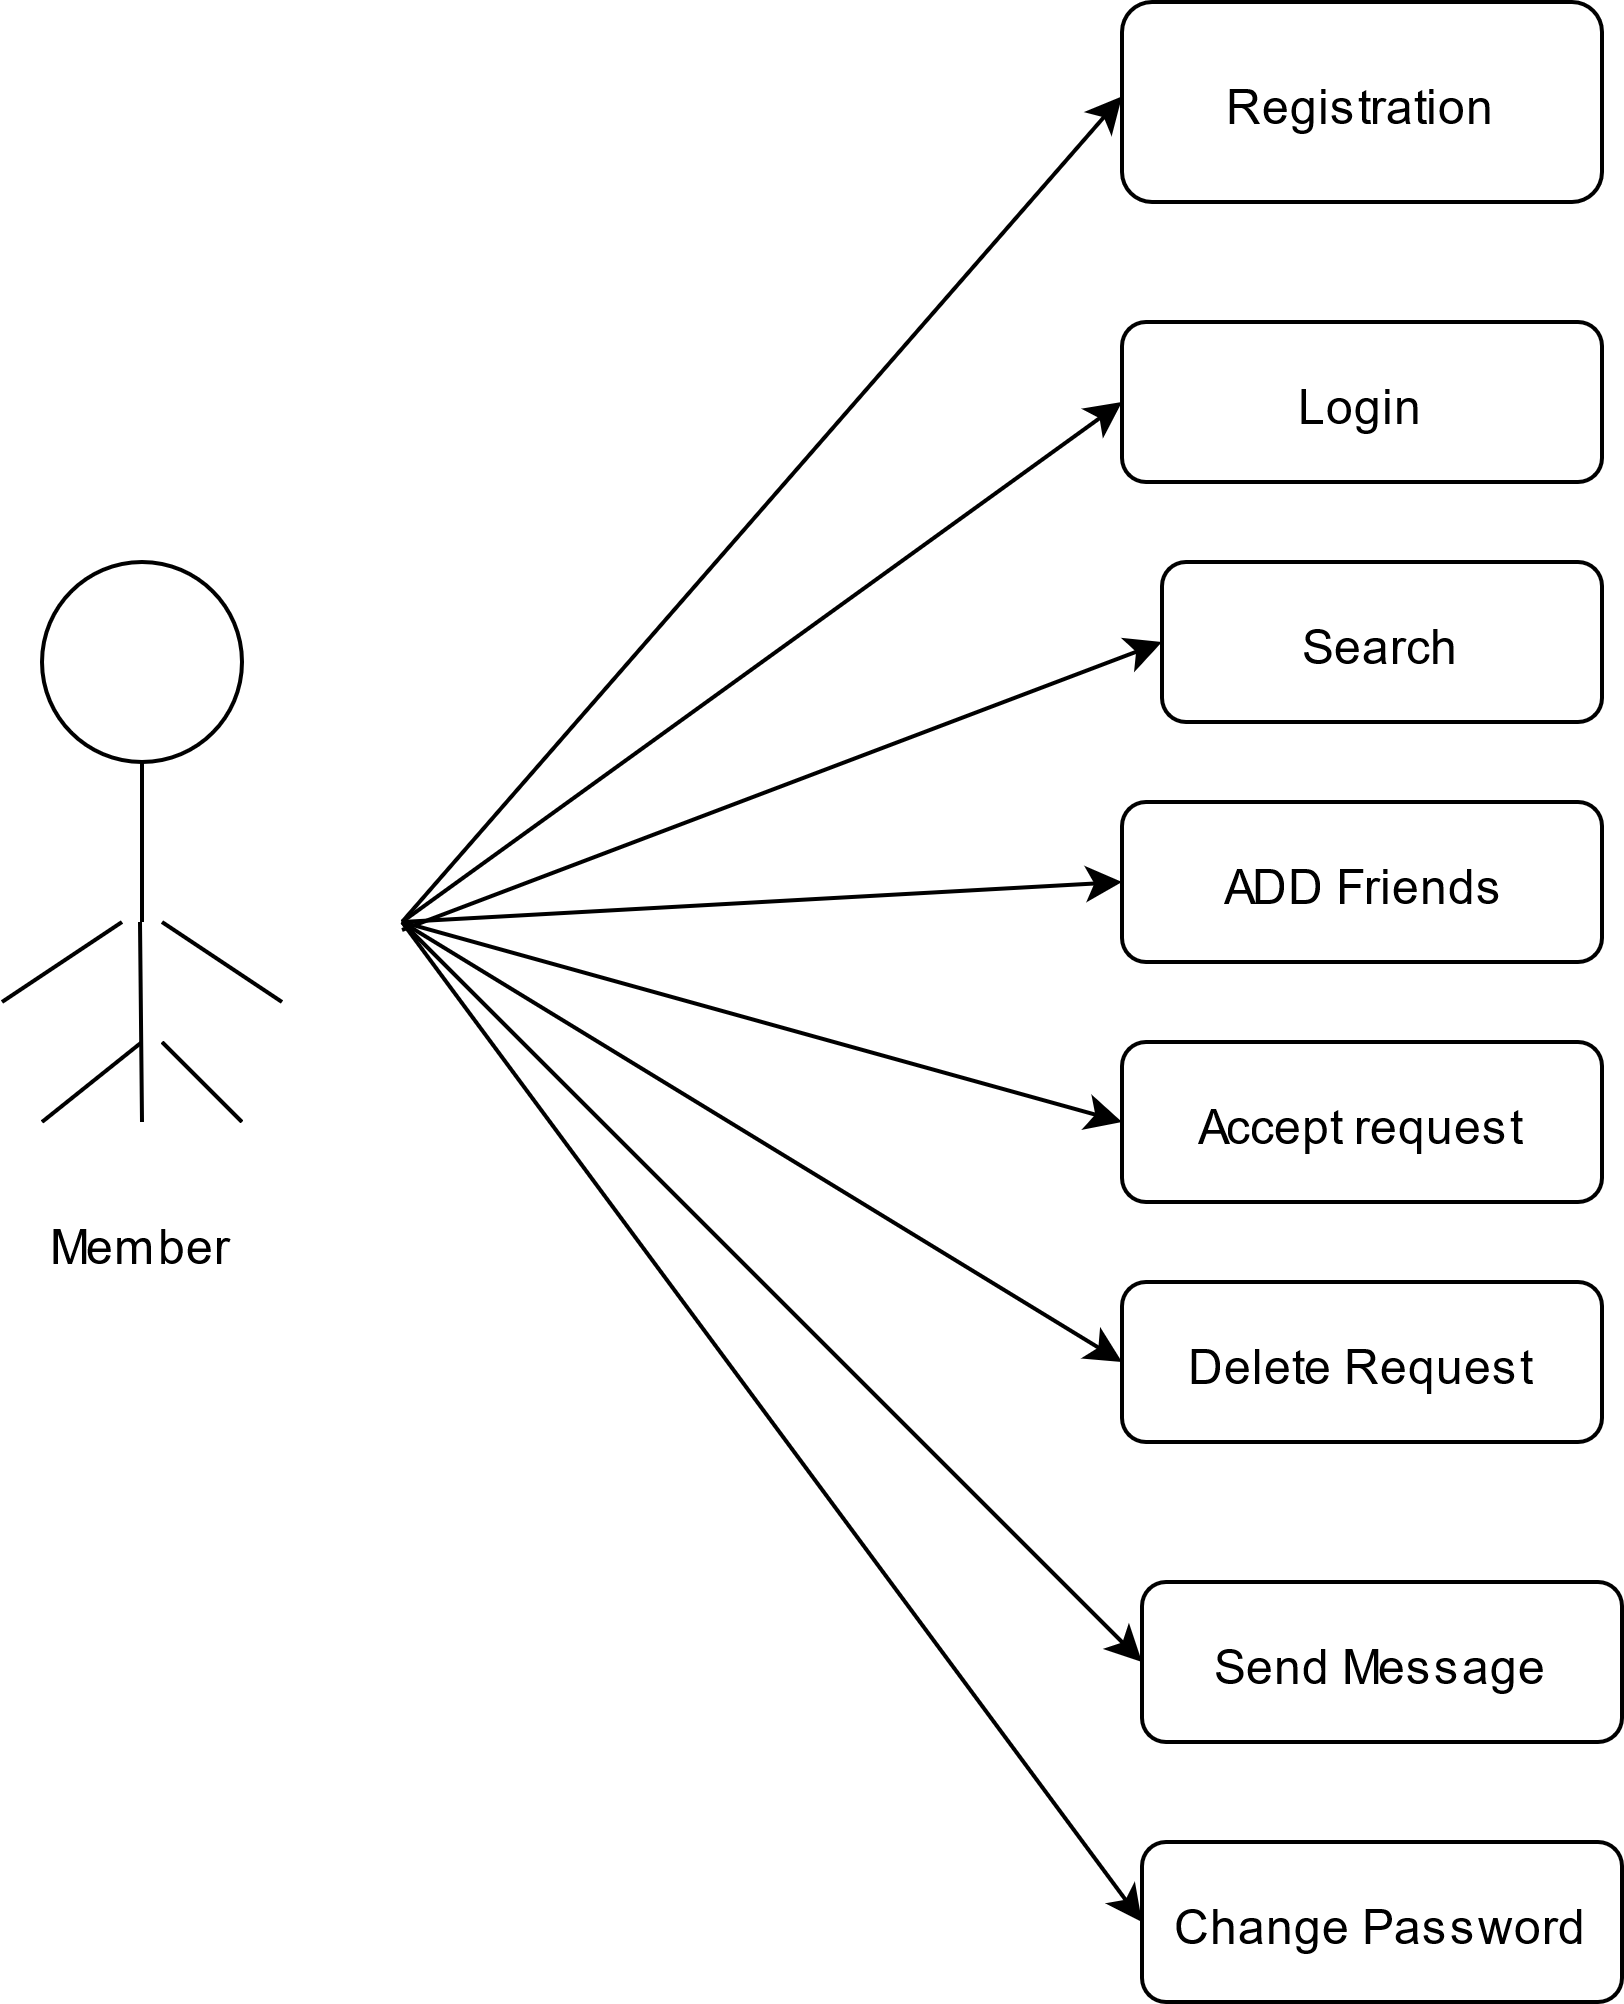 Registration
Login
Search
ADD Friends
Accept request
Member
Delete Request
Send Message
Change Password